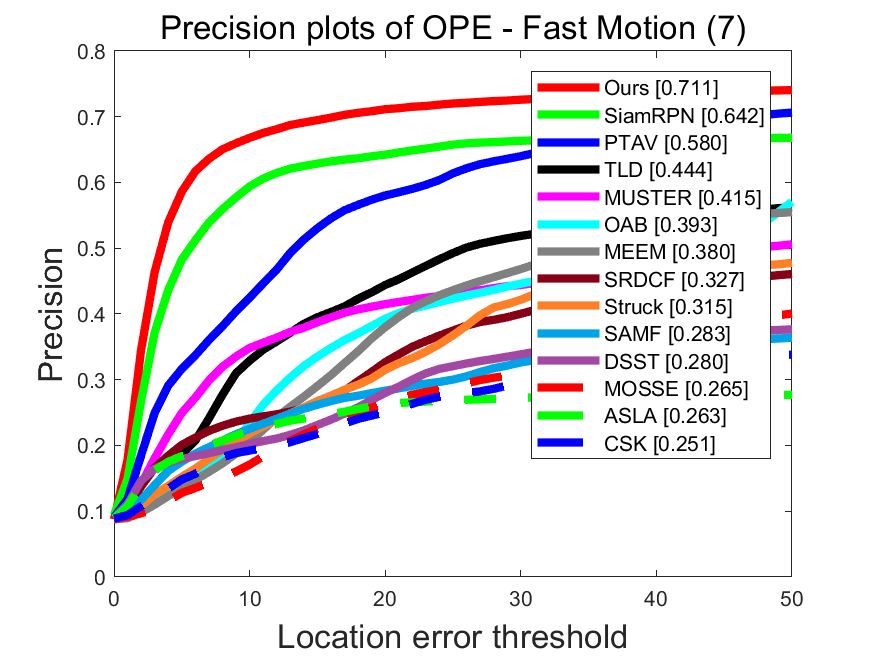 Precision plots of OPE - Fast Motion (7)
0.8
0.7
0.6
0.5
0.4
0.3
0.2
0.1
0
Precision
Ours [0.711]
SiamRPN [0.642]
PTAV [0.580]
TLD [0.444]
MUSTER [0.415]
OAB [0.393]
MEEM [0.380]
SRDCF [0.327]
Struck [0.315]
SAMF [0.283]
DSST [0.280]
MOSSE [0.265]
ASLA [0.263]
CSK [0.251]
0 10 20 30 40 50
Location error threshold